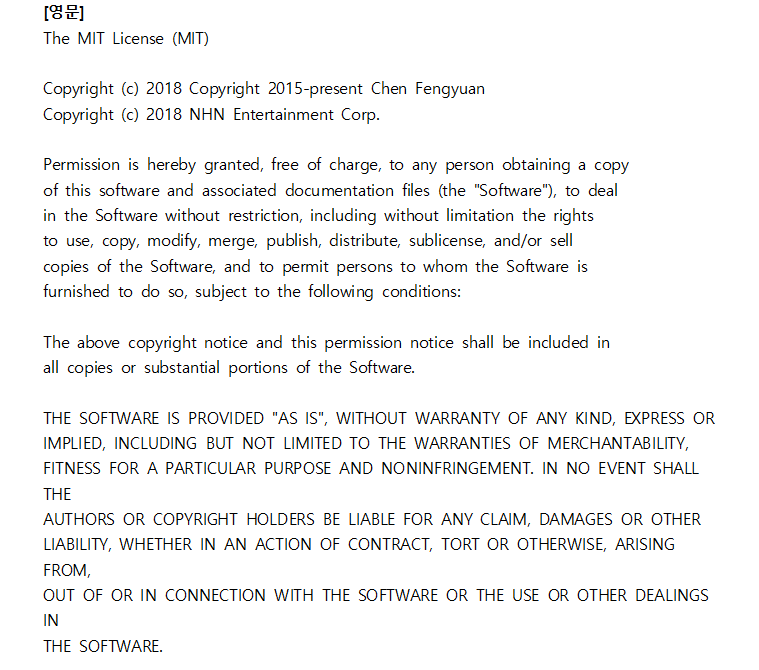 [영문]
The MIT License (MIT)
Copyright (c) 2018 Copyright 2015-present Chen Fengyuan
Copyright (c) 2018 NHN Entertainment Corp.
Permission is hereby granted, free of charge, to any person obtaining a copy
of this software and associated documentation files (the "Software"), to deal
in the Software without restriction, including without limitation the rights
to use, copy, modify, merge, publish, distribute, sublicense, and/or sell
copies of the Software, and to permit persons to whom the Software is
furnished to do so, subject to the following conditions:
The above copyright notice and this permission notice shall be included in
all copies or substantial portions of the Software.
THE SOFTWARE IS PROVIDED "AS IS", WITHOUT WARRANTY OF ANY KIND, EXPRESS OR
IMPLIED, INCLUDING BUT NOT LIMITED TO THE WARRANTIES OF MERCHANTABILITY,
FITNESS FOR A PARTICULAR PURPOSE AND NONINFRINGEMENT. IN NO EVENT SHALL
THE
AUTHORS OR COPYRIGHT HOLDERS BE LIABLE FOR ANY CLAIM, DAMAGES OR OTHER
LIABILITY, WHETHER IN AN ACTION OF CONTRACT, TORT OR OTHERWISE, ARISING
FROM,
OUT OF OR IN CONNECTION WITH THE SOFTWARE OR THE USE OR OTHER DEALINGS
IN
THE SOFTWARE.